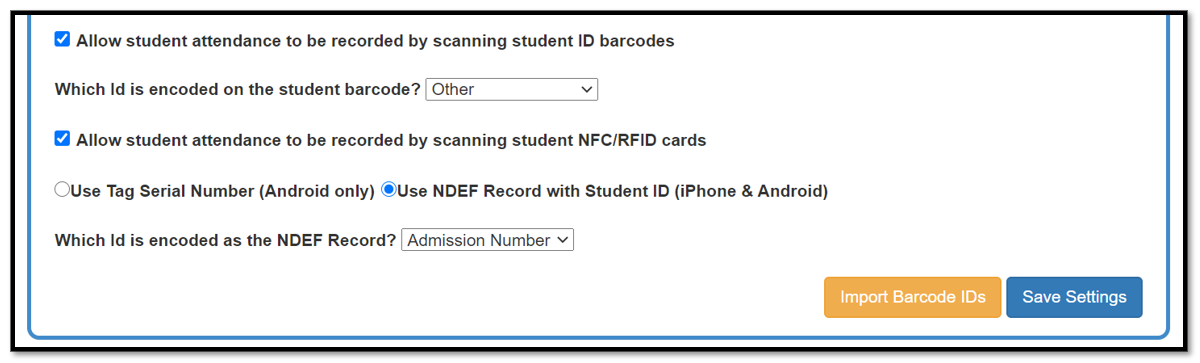 Allow student attendance to be recorded by scanning student ID barcodes
Which Id is encoded on the student barcode? Other
Allow student attendance to be recorded by scanning student NFC/RFID cards
Use Tag Serial Number (Android only) Use NDEF Record with Student ID (iPhone & Android)
Which Id is encoded as the NDEF Record? Admission Number
Import Barcode IDs Save Settings